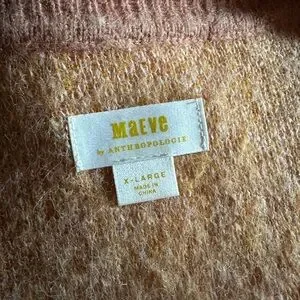 MaEVe
by ANTHROPOLOGIE
X-LARGE
MADE IN
CHINA